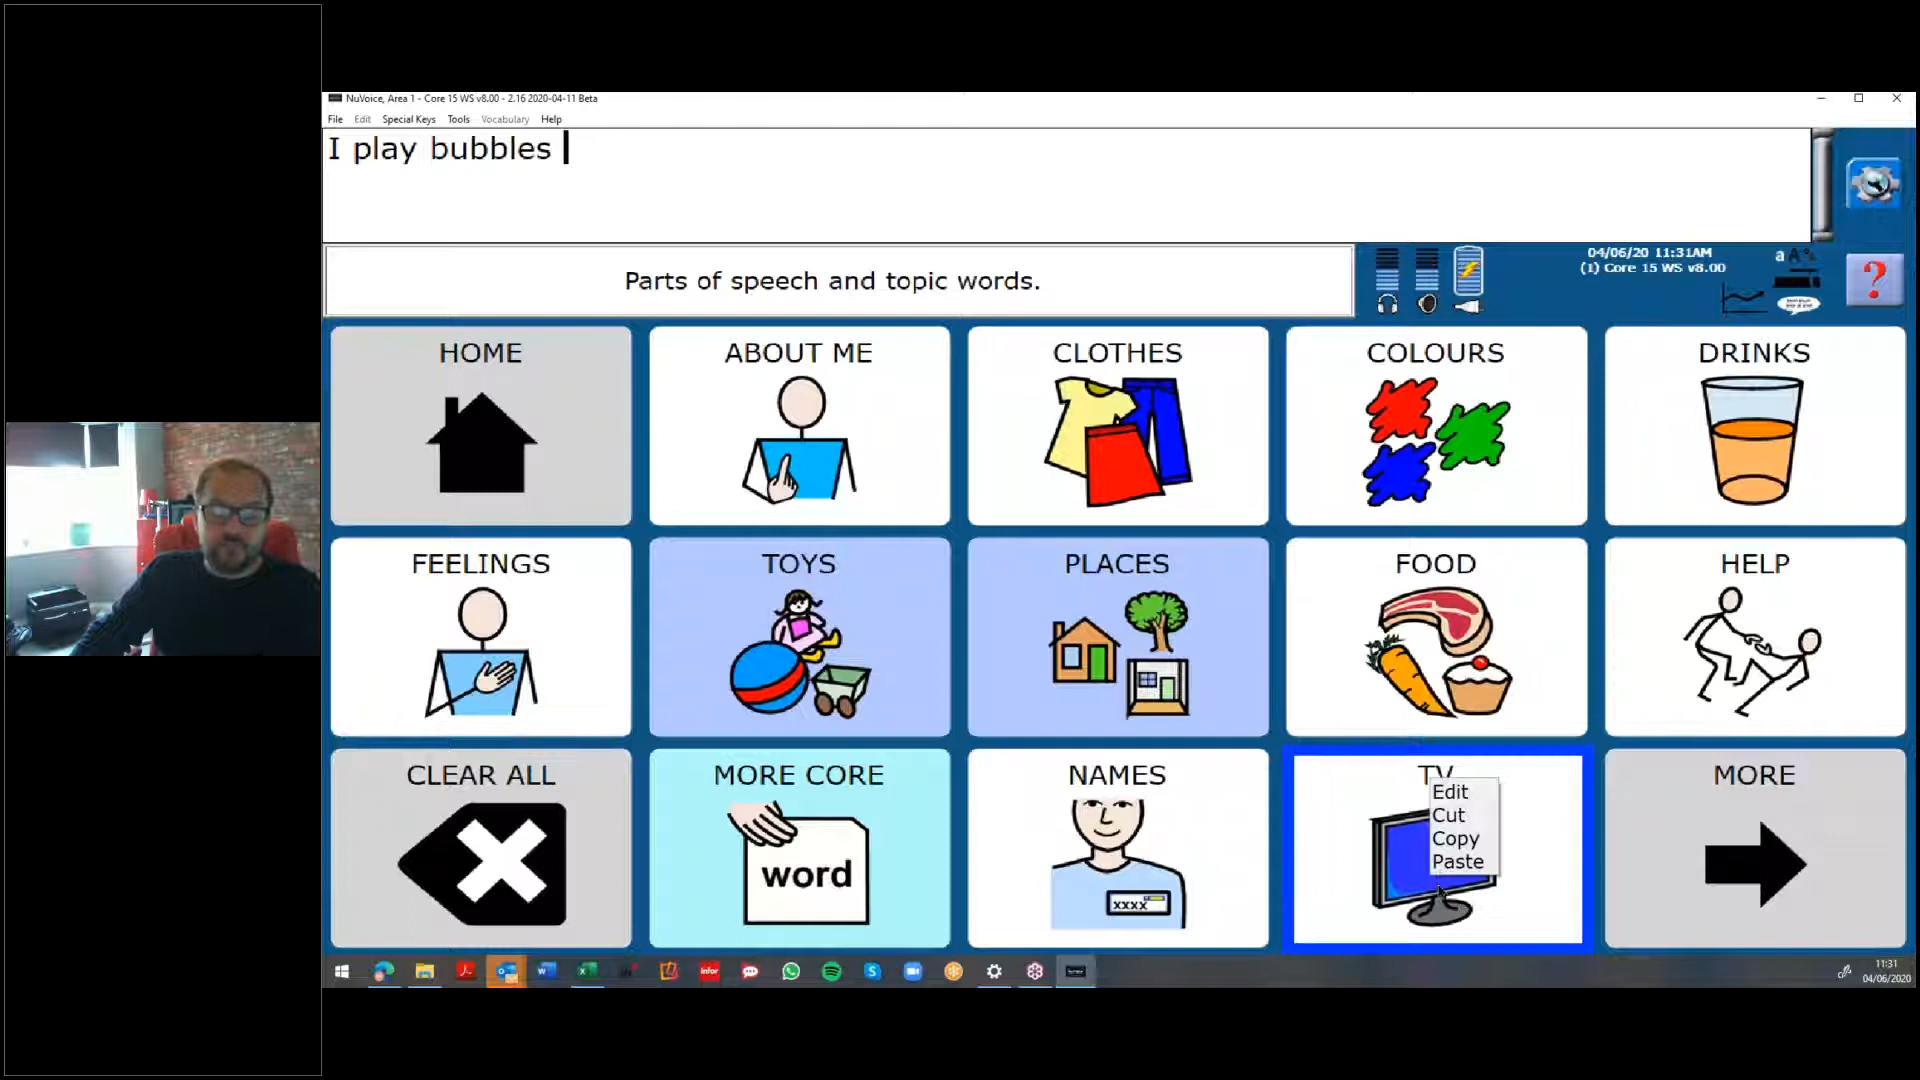 NuVoice, Area 1 - Core 15 WS v8.00 - 2.16 2020-04-11 Beta
File Edit Special Keys Tools Vocabulary Help
I play bubbles
Parts of speech and topic words.
04/06/20 11:31AM
(1) Core 15 WS v8.00
HOME
ABOUT ME
CLOTHES
COLOURS
DRINKS
FEELINGS
TOYS
PLACES
FOOD
HELP
CLEAR ALL
MORE CORE
word
NAMES
xxxx
TV
Edit
Cut
Copy
Paste
MORE
infor
11:31
04/06/2020